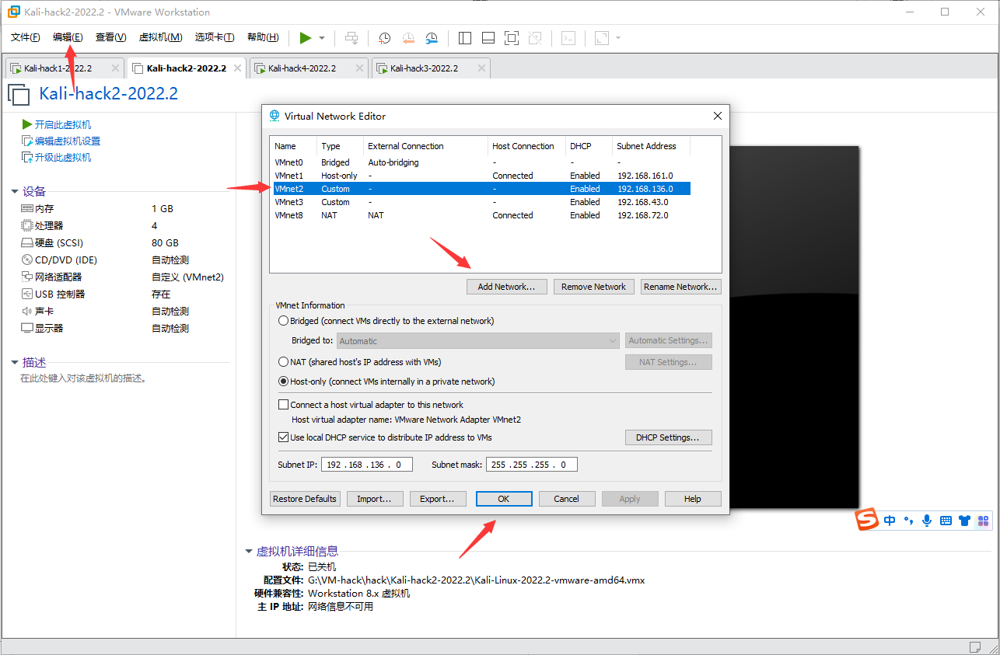 Kali-hack2-2022.2 - VMware Workstation
文件(F) 编辑(E) 查看(V) 虚拟机(M) 选项卡(T) 帮助(H)
Kali-hack1-2022.2 Kali-hack2-2022.2 Kali-hack4-2022.2 Kali-hack3-2022.2
Kali-hack2-2022.2
开启此虚拟机
编辑虚拟机设置
升级此虚拟机
设备
内存 1 GB
处理器 4
硬盘 (SCSI) 80 GB
CD/DVD (IDE) 自动检测
网络适配器 自定义 (VMnet2)
USB 控制器 存在
声卡 自动检测
显示器 自动检测
描述
在此处键入对该虚拟机的描述。
Virtual Network Editor
Name Type External Connection Host Connection DHCP Subnet Address
VMnet0 Bridged Auto-bridging - - -
VMnet1 Host-only - Connected Enabled 192.168.161.0
VMnet2 Custom - - Enabled 192.168.136.0
VMnet3 Custom - - Enabled 192.168.43.0
VMnet8 NAT NAT Connected Enabled 192.168.72.0
Add Network... Remove Network Rename Network...
VMnet Information
Bridged (connect VMs directly to the external network)
Bridged to: Automatic Automatic Settings...
NAT (shared host's IP address with VMs) NAT Settings...
Host-only (connect VMs internally in a private network)
Connect a host virtual adapter to this network
Host virtual adapter name: VMware Network Adapter VMnet2
Use local DHCP service to distribute IP address to VMs DHCP Settings...
Subnet IP: 192 . 168 . 136 . 0 Subnet mask: 255 . 255 . 255 . 0
Restore Defaults Import... Export... OK Cancel Apply Help
中
虚拟机详细信息
状态: 已关机
配置文件: G:\VM-hack\hack\Kali-hack2-2022.2\Kali-Linux-2022.2-vmware-amd64.vmx
硬件兼容性: Workstation 8.x 虚拟机
主 IP 地址: 网络信息不可用